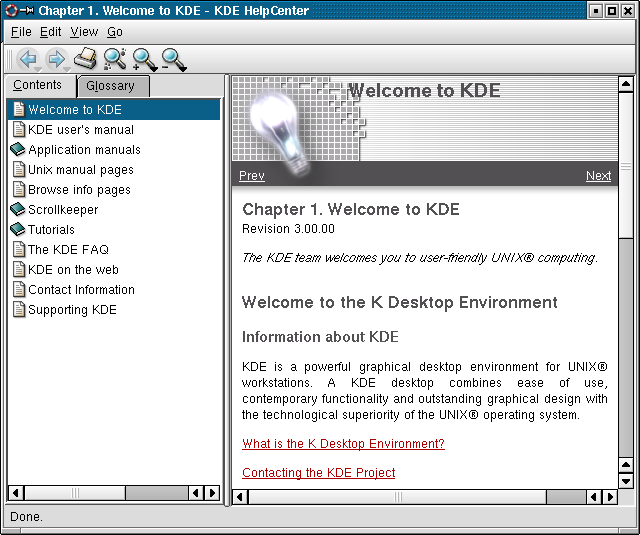 Chapter 1. Welcome to KDE - KDE HelpCenter
File Edit View Go
Contents Glossary
Welcome to KDE
KDE user's manual
Application manuals
Unix manual pages
Browse info pages
Scrollkeeper
Tutorials
The KDE FAQ
KDE on the web
Contact Information
Supporting KDE
Welcome to KDE
Prev Next
Chapter 1. Welcome to KDE
Revision 3.00.00
The KDE team welcomes you to user-friendly UNIX® computing.
Welcome to the K Desktop Environment
Information about KDE
KDE is a powerful graphical desktop environment for UNIX®
workstations. A KDE desktop combines ease of use,
contemporary functionality and outstanding graphical design with
the technological superiority of the UNIX® operating system.
What is the K Desktop Environment?
Contacting the KDE Project
Done.